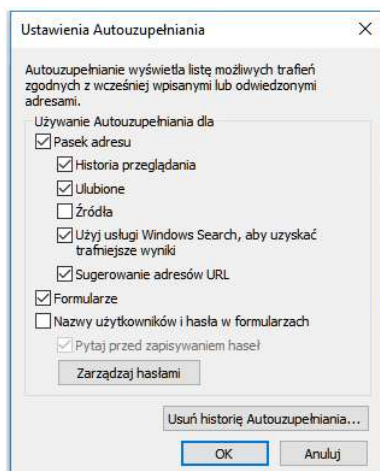 Ustawienia Autouzupełniania
Autouzupełnianie wyświetla listę możliwych trafień
zgodnych z wcześniej wpisanymi lub odwiedzonymi
adresami.
Używanie Autouzupełniania dla
Pasek adresu
Historia przeglądania
Ulubione
Źródła
Użyj usługi Windows Search, aby uzyskać
trafniejsze wyniki
Sugerowanie adresów URL
Formularze
Nazwy użytkowników i hasła w formularzach
Pytaj przed zapisywaniem haseł
Zarządzaj hasłami
Usuń historię Autouzupełniania...
OK Anuluj